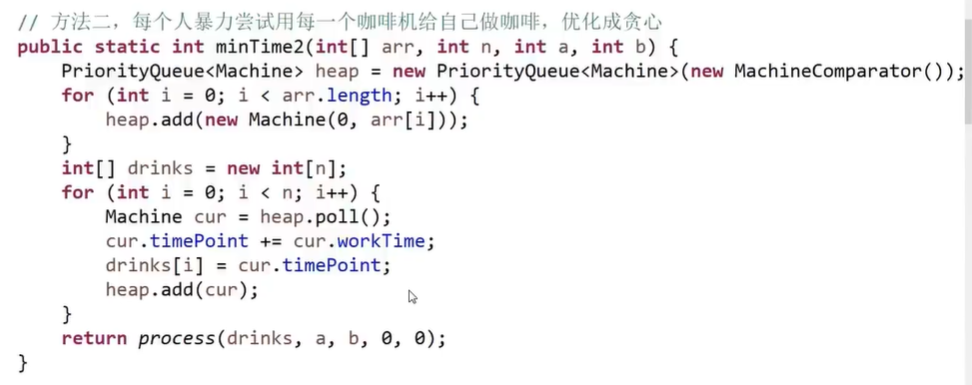 // 方法二，每个人暴力尝试用每一个咖啡机给自己做咖啡，优化成贪心
public static int minTime2(int[] arr, int n, int a, int b) {
    PriorityQueue<Machine> heap = new PriorityQueue<Machine>(new MachineComparator());
    for (int i = 0; i < arr.length; i++) {
        heap.add(new Machine(0, arr[i]));
    }
    int[] drinks = new int[n];
    for (int i = 0; i < n; i++) {
        Machine cur = heap.poll();
        cur.timePoint += cur.workTime;
        drinks[i] = cur.timePoint;
        heap.add(cur);
    }
    return process(drinks, a, b, 0, 0);
}